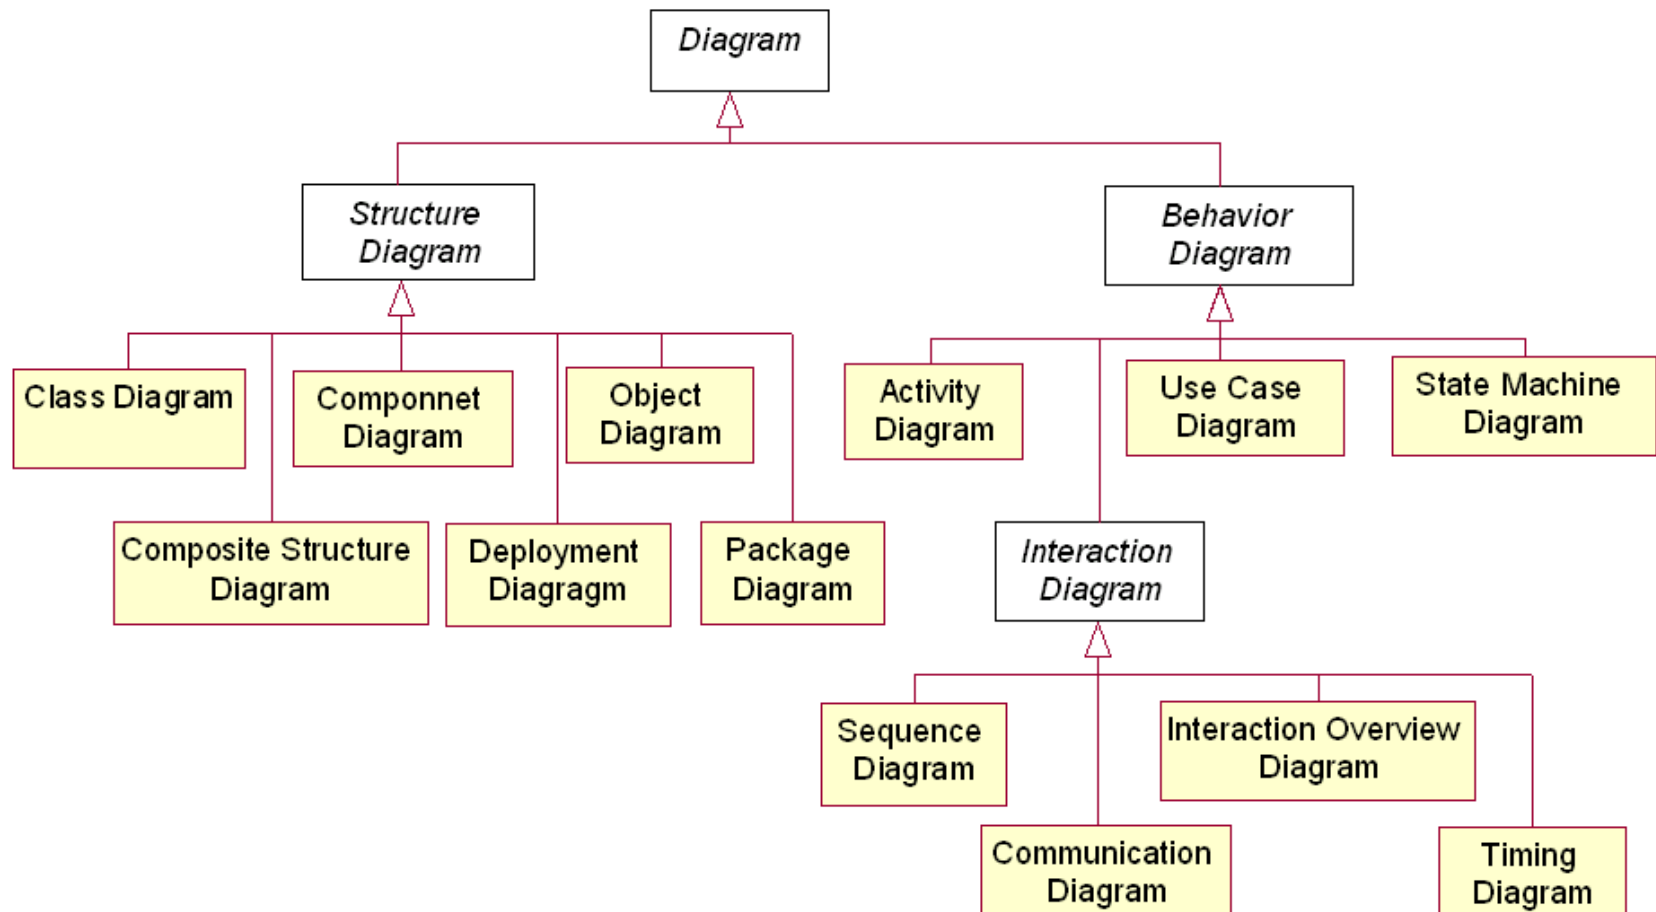 Diagram
Structure
Diagram
Behavior
Diagram
Class Diagram
Componnet
Diagram
Object
Diagram
Activity
Diagram
Use Case
Diagram
State Machine
Diagram
Composite Structure
Diagram
Deployment
Diagragm
Package
Diagram
Interaction
Diagram
Sequence
Diagram
Interaction Overview
Diagram
Communication
Diagram
Timing
Diagram